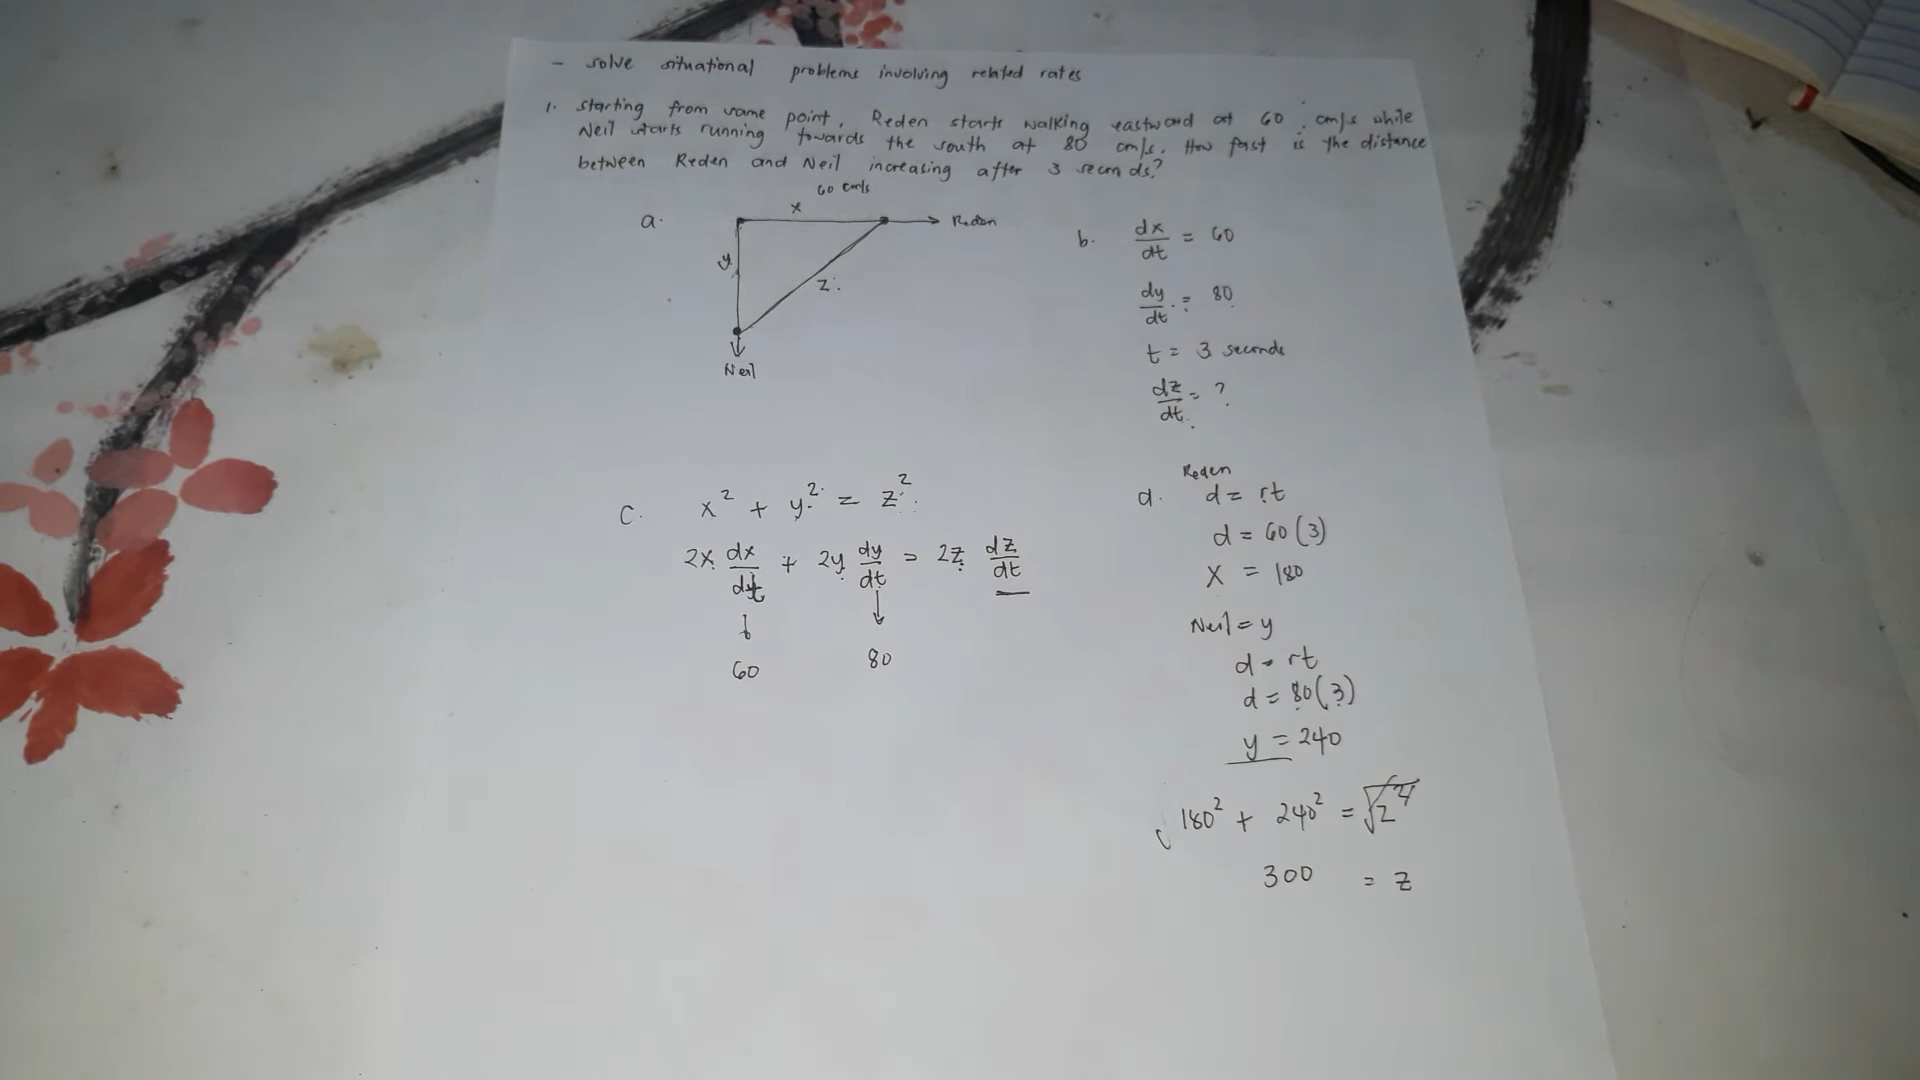 - solve situational problems involving related rates
1. Starting from same point, Reden starts walking eastward at 60 cm/s while
Neil starts running towards the south at 80 cm/s. How fast is the distance
between Reden and Neil increasing after 3 seconds?
60 cm/s
a.
x
Reden
y
z
Neil
b. dx/dt = 60
dy/dt = 80
t = 3 seconds
dz/dt = ?
c. x² + y² = z²
2x dx/dt + 2y dy/dt = 2z dz/dt
60
80
Reden
d. d = rt
d = 60(3)
x = 180
Neil = y
d = rt
d = 80(3)
y = 240
√180² + 240² = √z²
300 = z